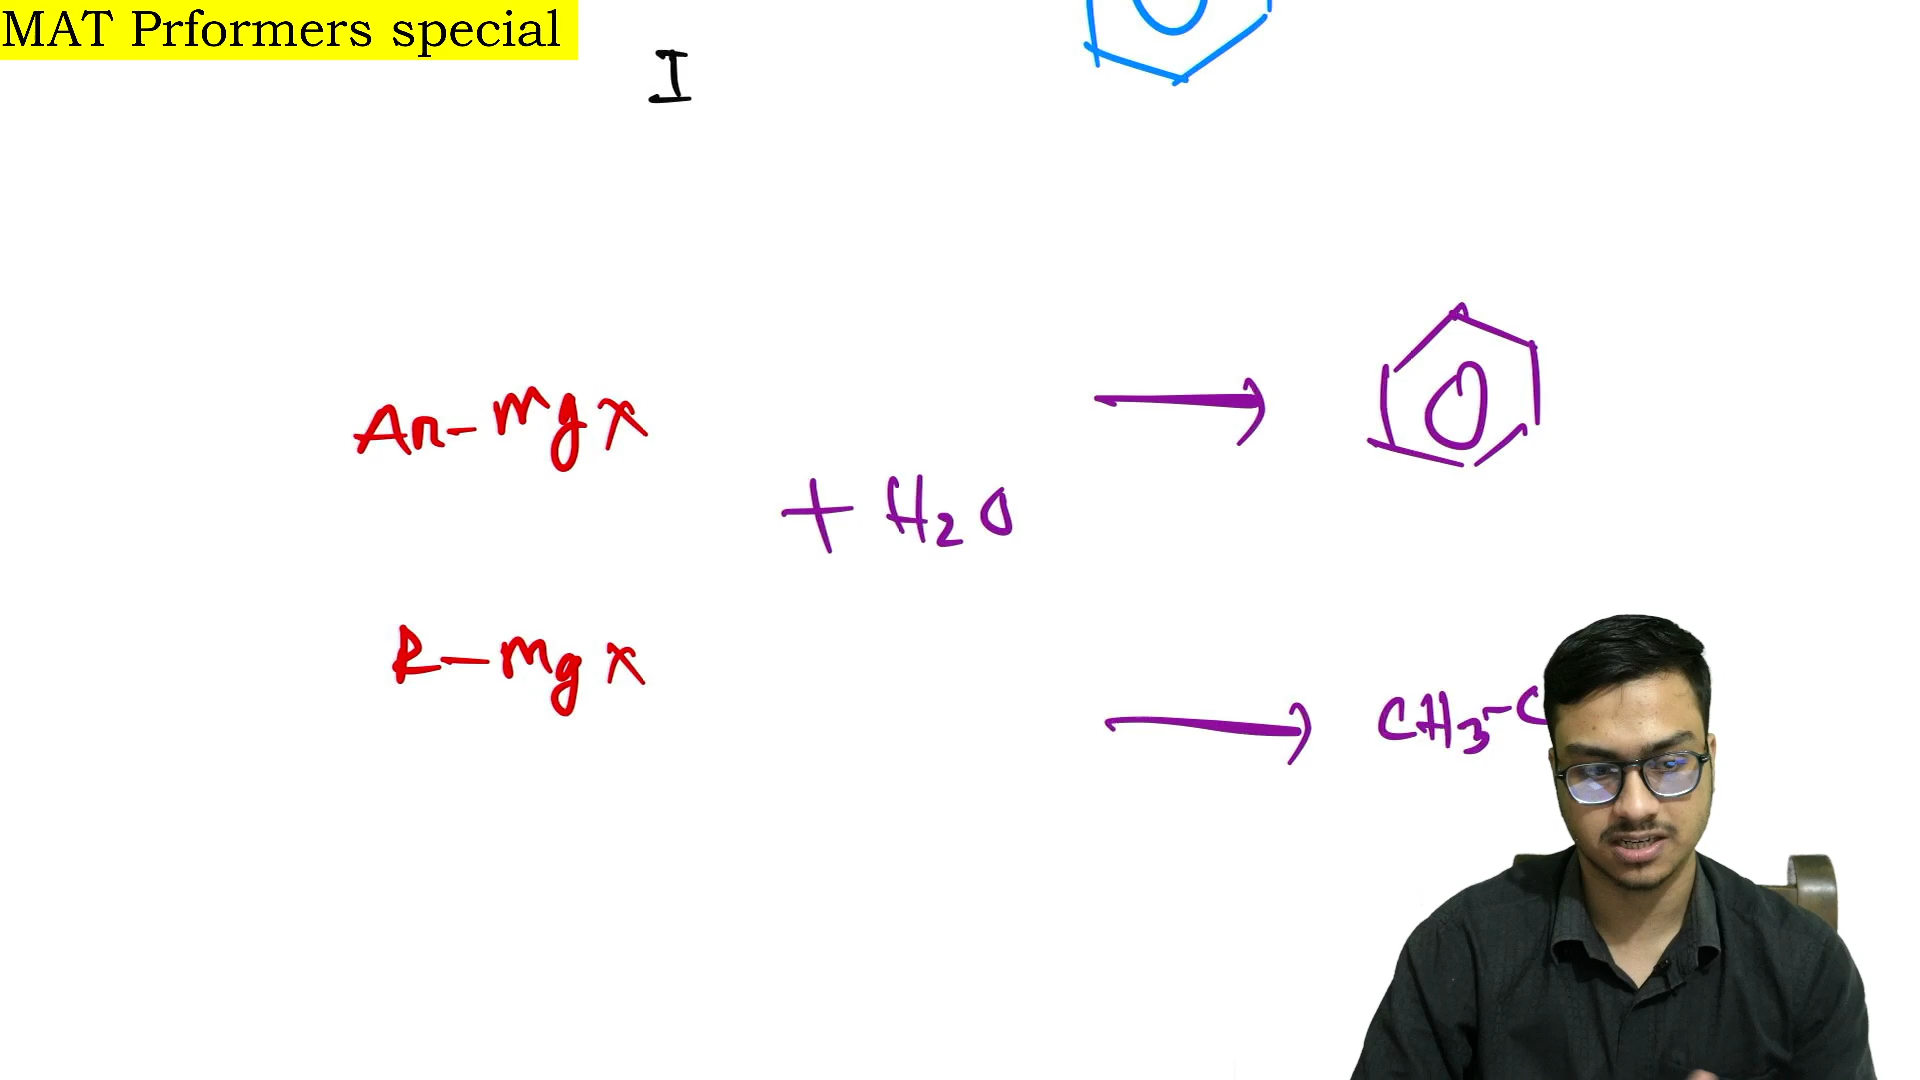 MAT Prformers special
I
Ar-MgX
+ H2O
R-MgX
CH3-C